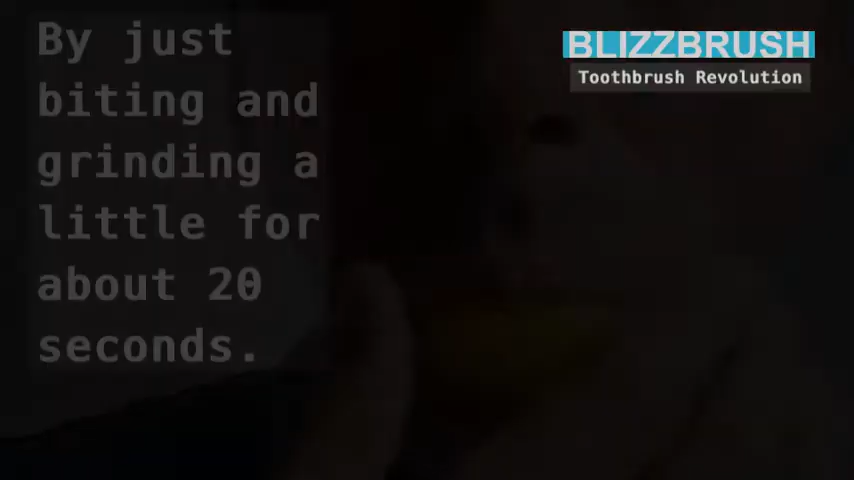 By just
biting and
grinding a
little for
about 20
seconds.
BLIZZBRUSH
Toothbrush Revolution